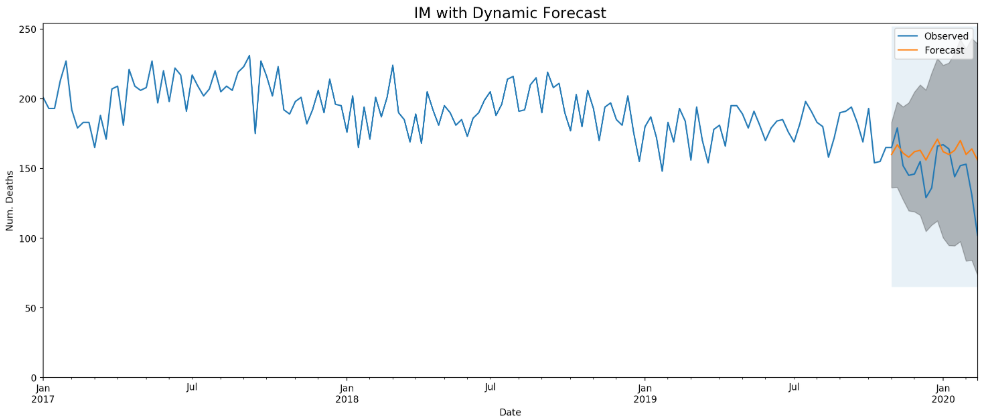 IM with Dynamic Forecast
250
200
150
100
50
0
Num. Deaths
Observed
Forecast
Jan
2017
Jul
Jan
2018
Jul
Jan
2019
Jul
Jan
2020
Date